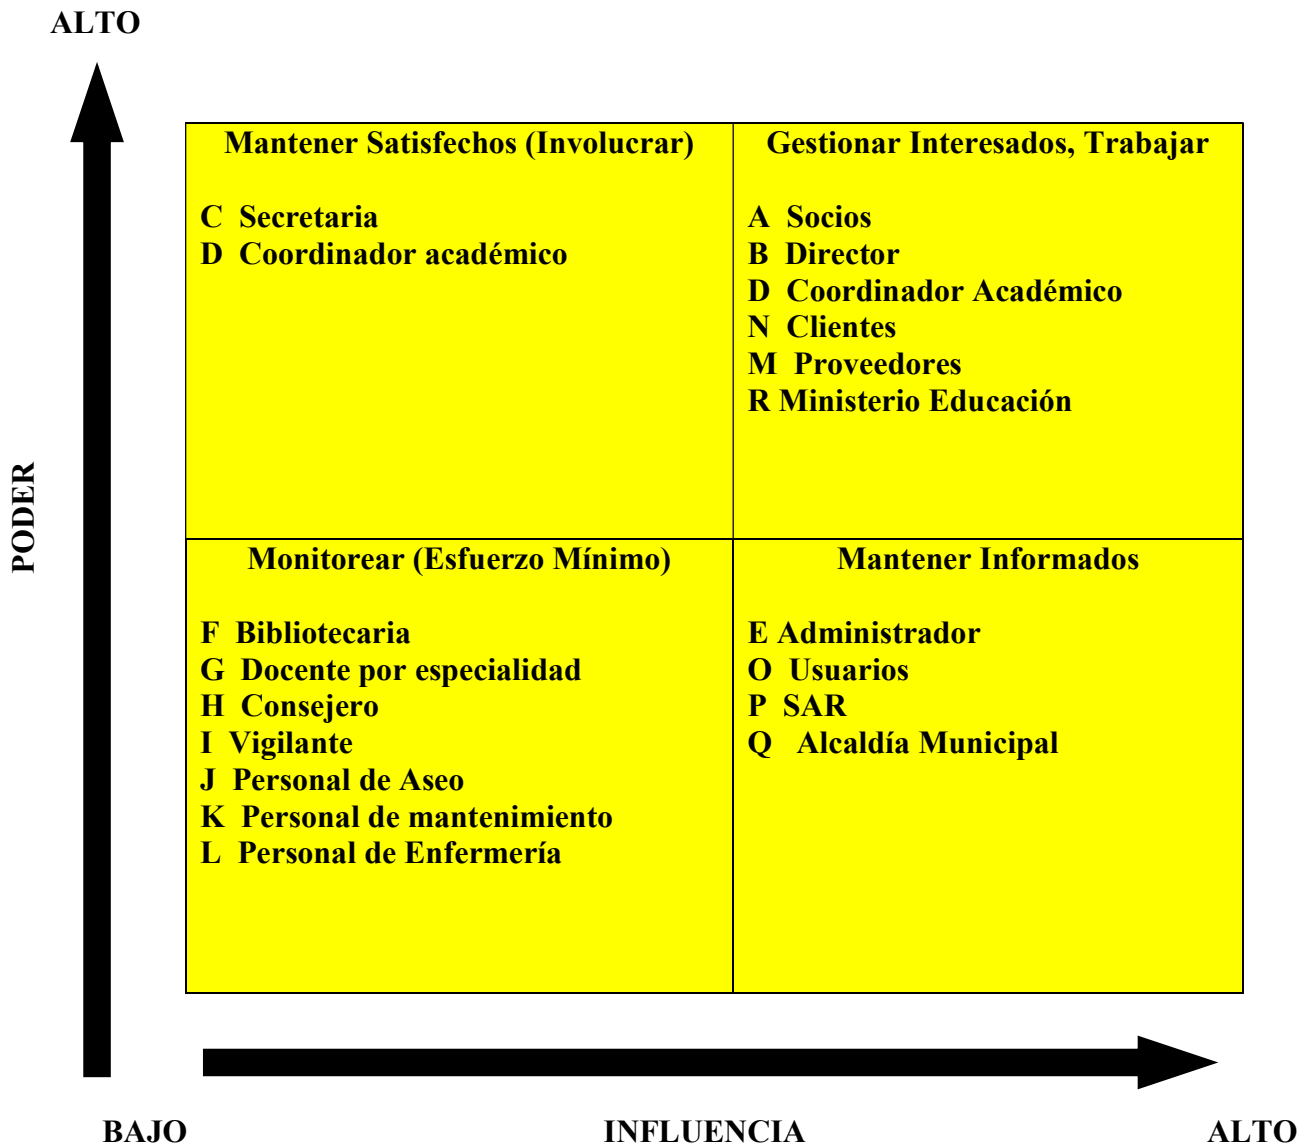 ALTO
PODER
Mantener Satisfechos (Involucrar)
C Secretaria
D Coordinador académico
Gestionar Interesados, Trabajar
A Socios
B Director
D Coordinador Académico
N Clientes
M Proveedores
R Ministerio Educación
Monitorear (Esfuerzo Mínimo)
F Bibliotecaria
G Docente por especialidad
H Consejero
I Vigilante
J Personal de Aseo
K Personal de mantenimiento
L Personal de Enfermería
Mantener Informados
E Administrador
O Usuarios
P SAR
Q Alcaldía Municipal
BAJO
INFLUENCIA
ALTO